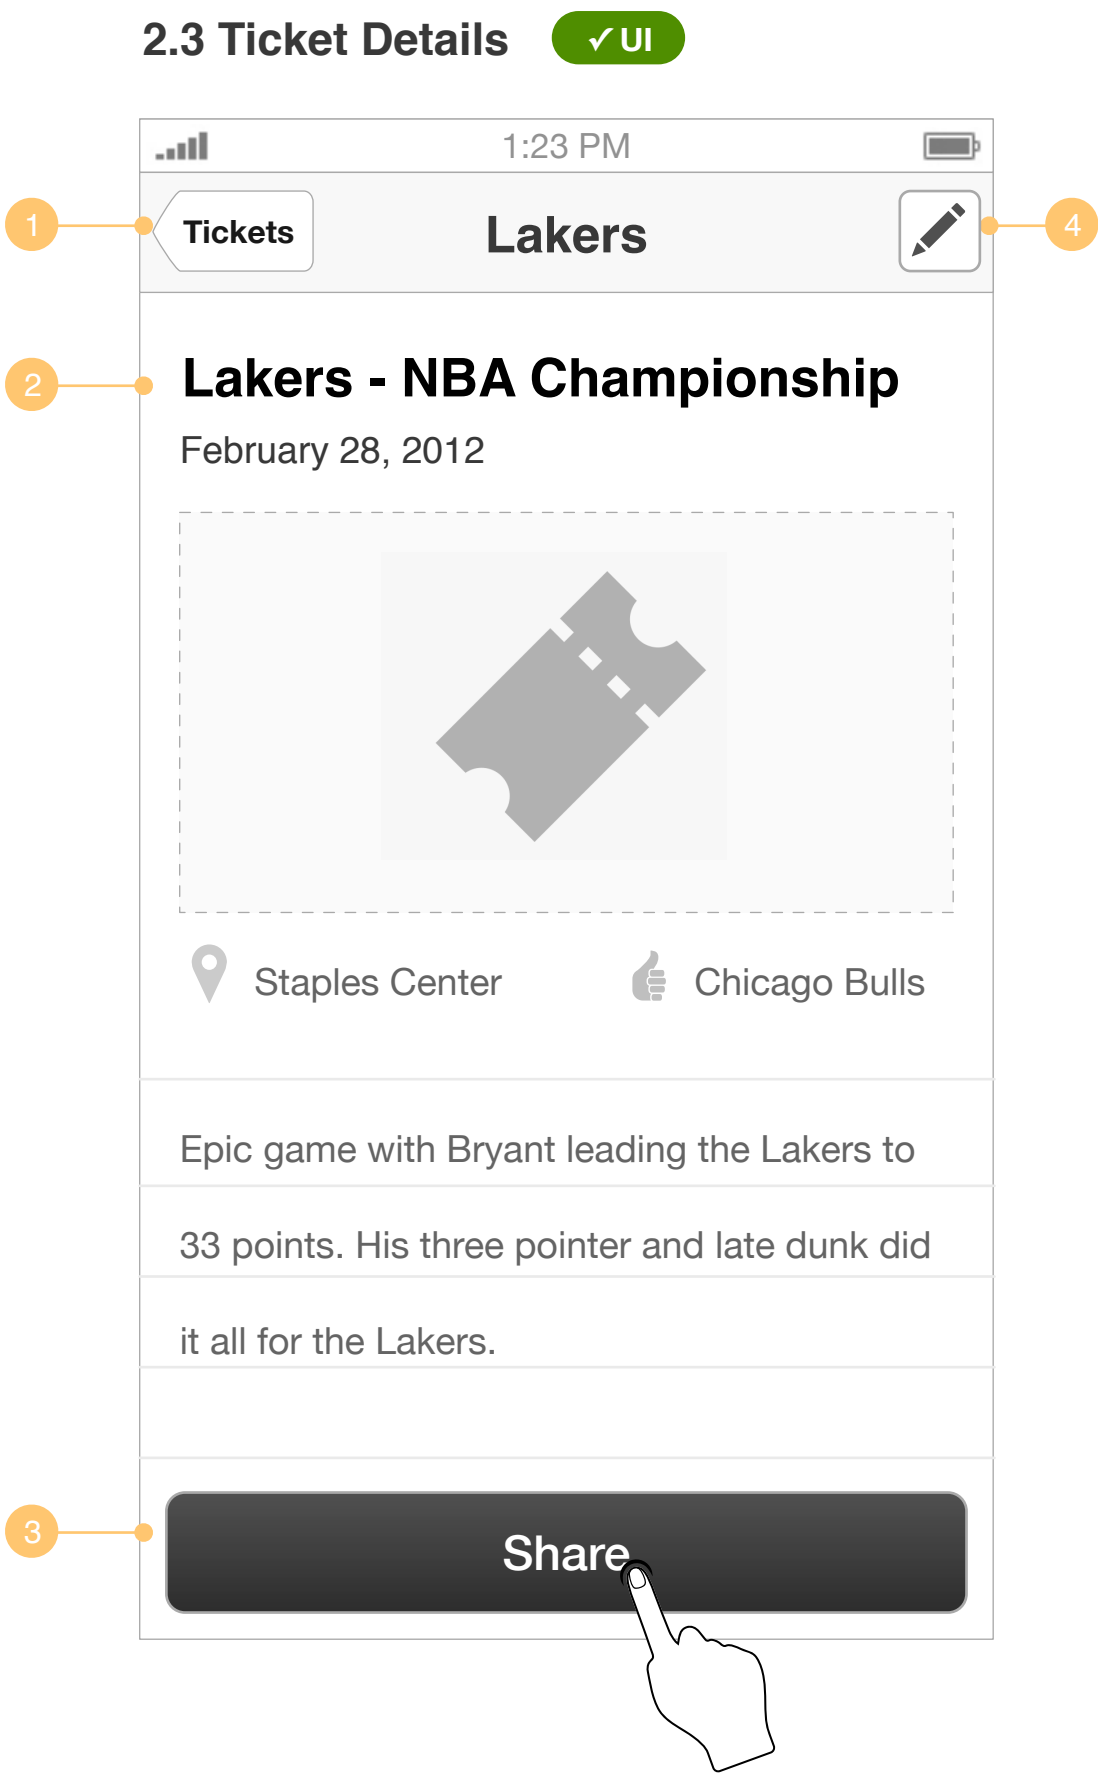 2.3 Ticket Details ✓ UI
1:23 PM
1 Tickets Lakers 4
2 Lakers - NBA Championship
February 28, 2012
Staples Center Chicago Bulls
Epic game with Bryant leading the Lakers to
33 points. His three pointer and late dunk did
it all for the Lakers.
3 Share